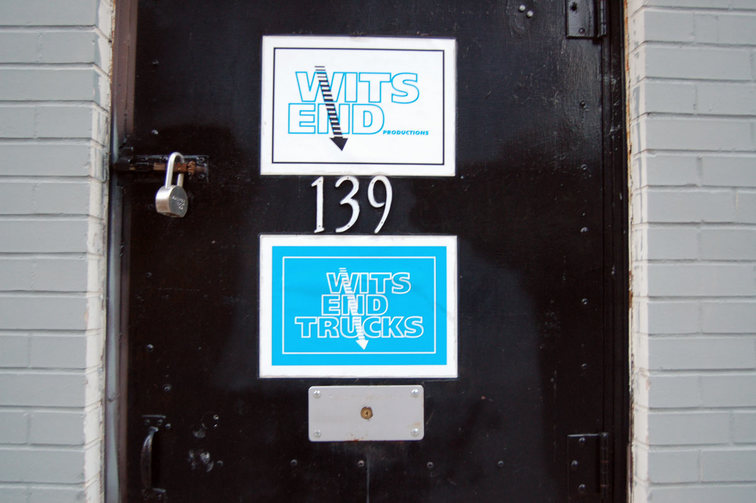 WITS
END
PRODUCTIONS
139
WITS
END
TRUCKS